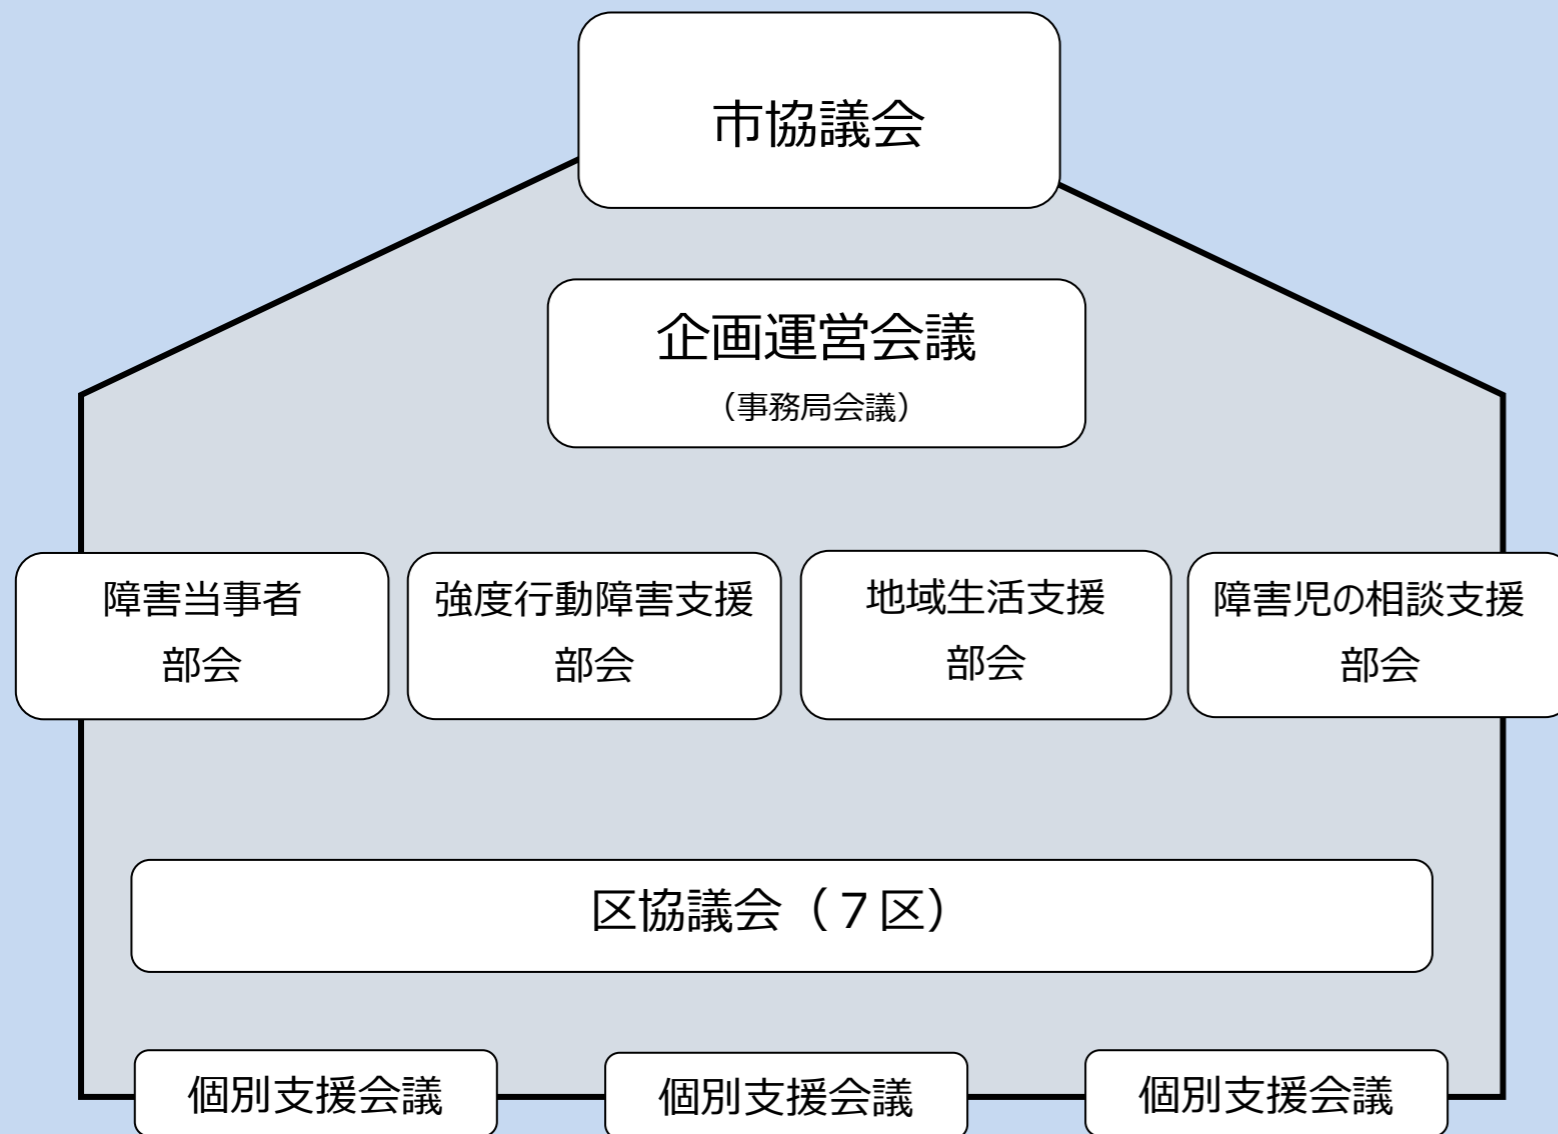 市協議会
企画運営会議
（事務局会議）
障害当事者
部会
強度行動障害支援
部会
地域生活支援
部会
障害児の相談支援
部会
区協議会（７区）
個別支援会議
個別支援会議
個別支援会議